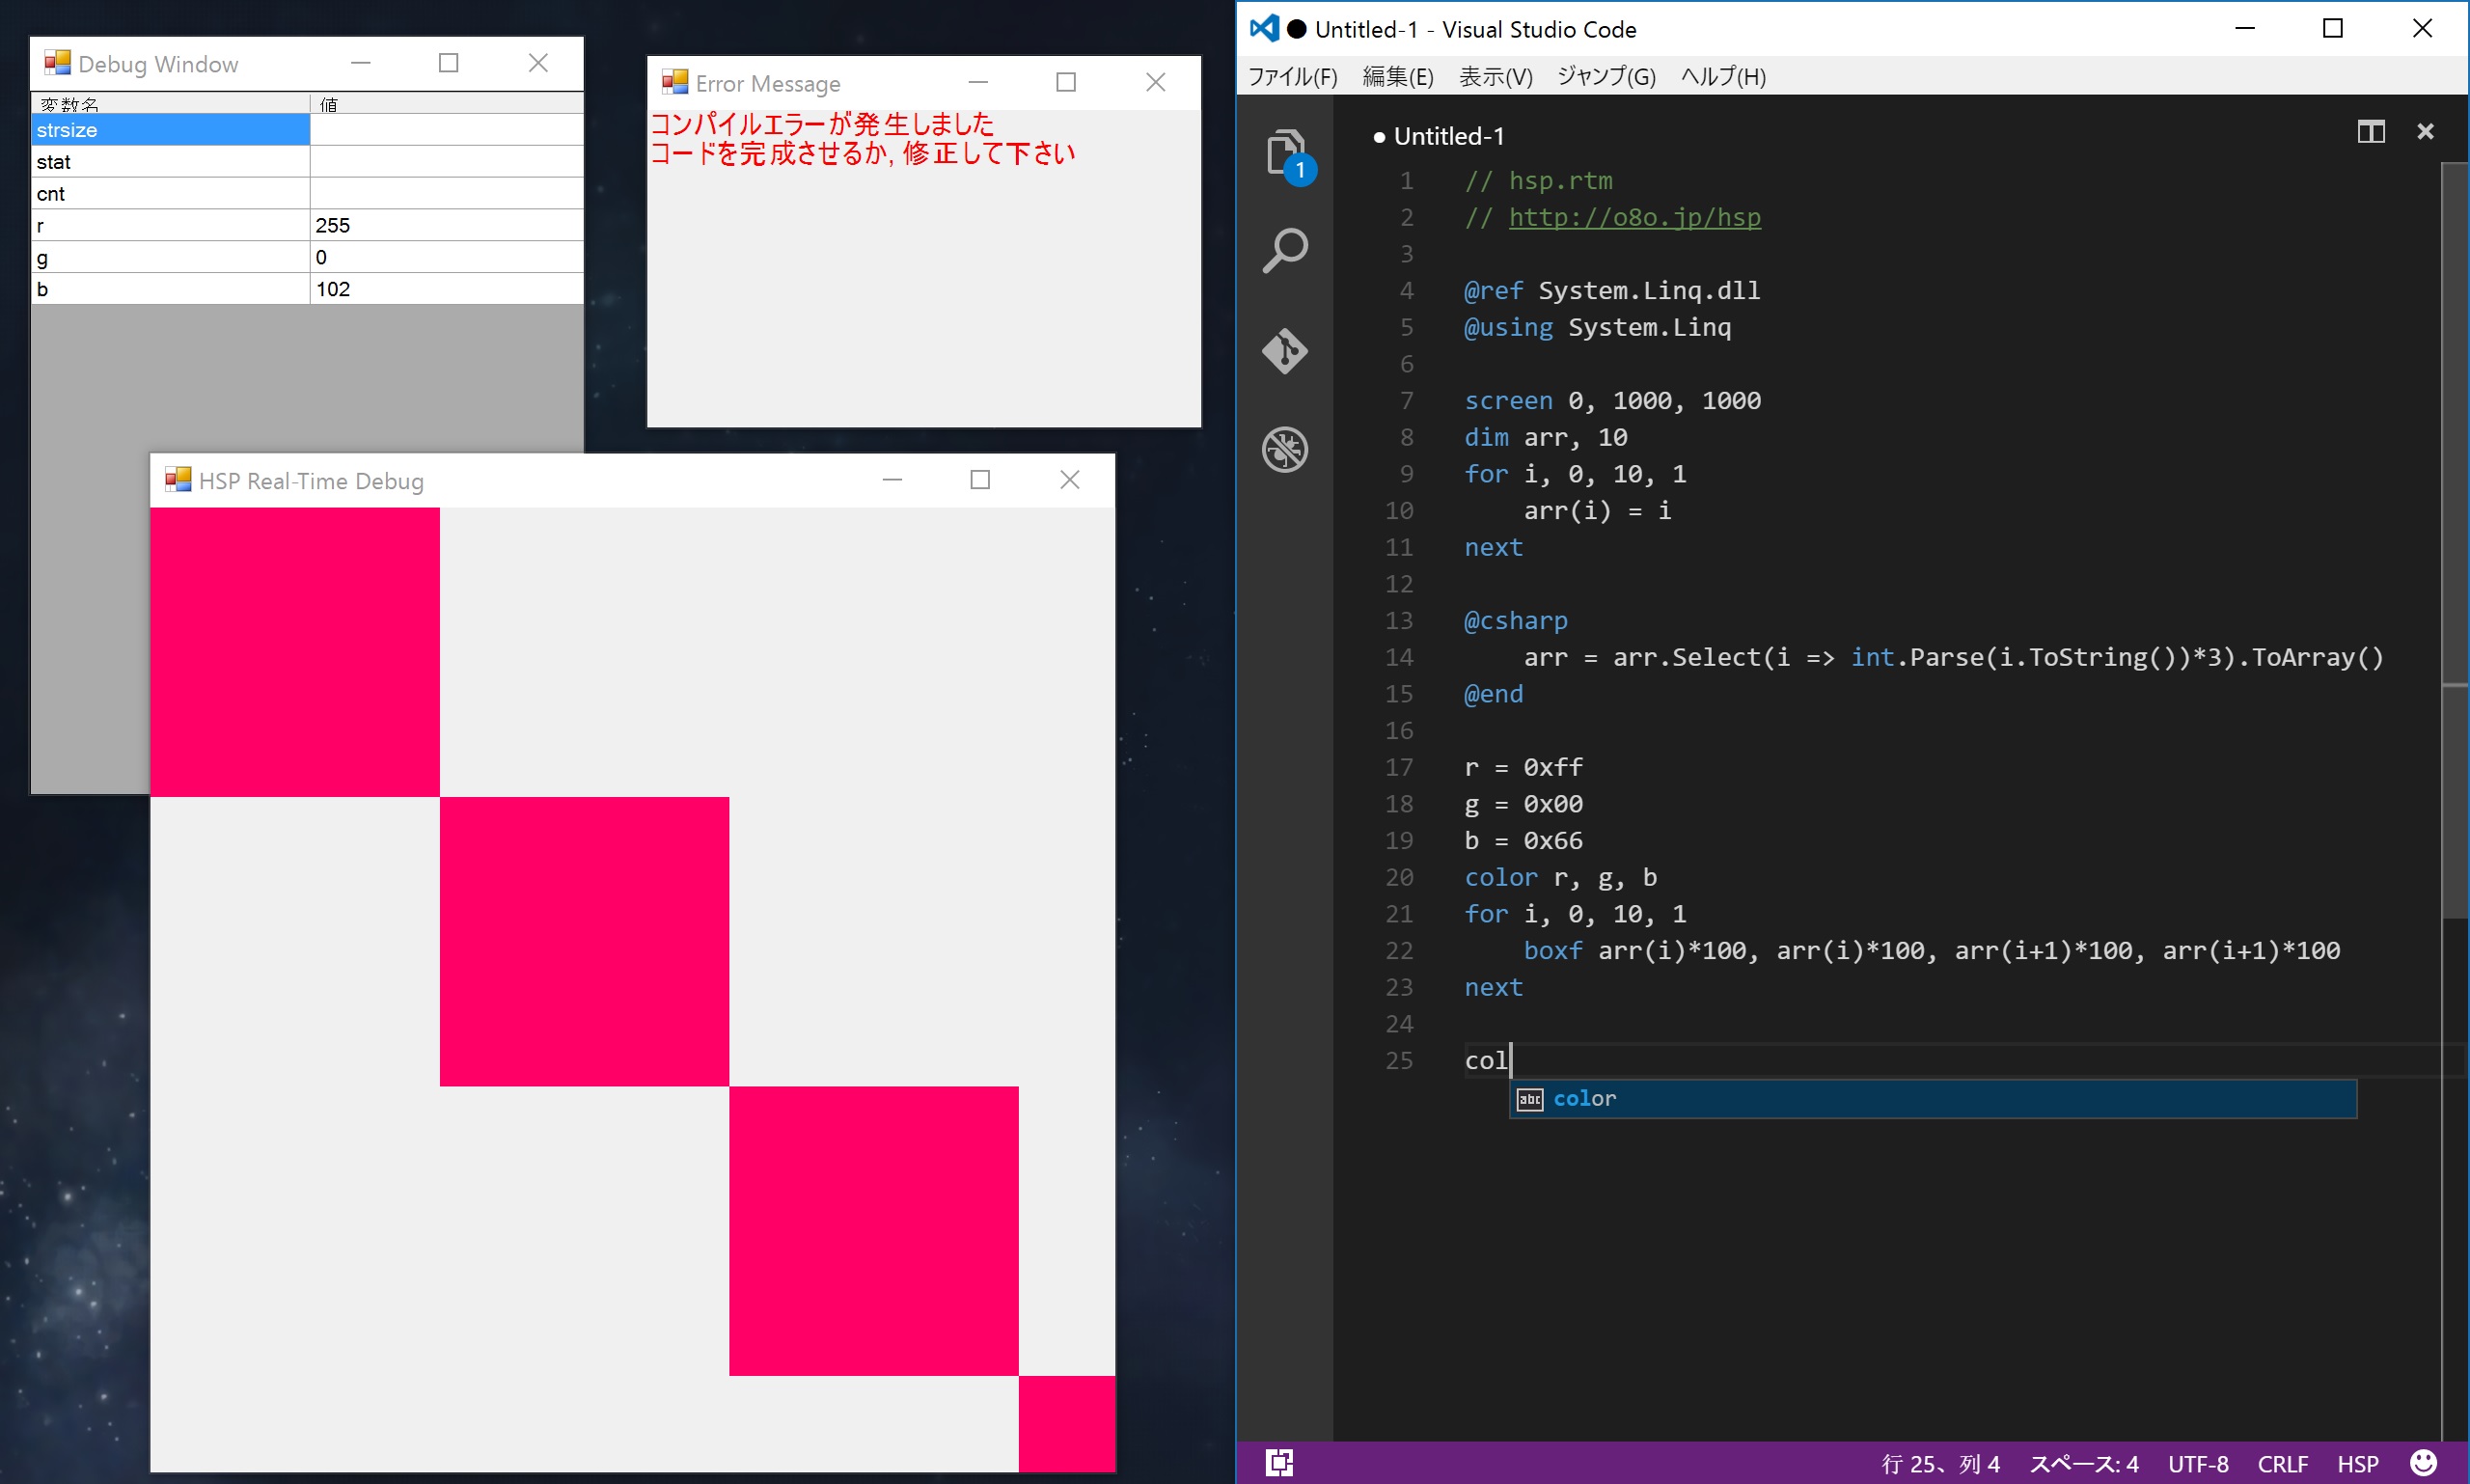 Debug Window
変数名 値
strsize
stat
cnt
r 255
g 0
b 102
Error Message
コンパイルエラーが発生しました
コードを完成させるか, 修正して下さい
HSP Real-Time Debug
● Untitled-1 - Visual Studio Code
ファイル(F) 編集(E) 表示(V) ジャンプ(G) ヘルプ(H)
1
● Untitled-1
1 // hsp.rtm
2 // http://o8o.jp/hsp
3
4 @ref System.Linq.dll
5 @using System.Linq
6
7 screen 0, 1000, 1000
8 dim arr, 10
9 for i, 0, 10, 1
10 arr(i) = i
11 next
12
13 @csharp
14 arr = arr.Select(i => int.Parse(i.ToString())*3).ToArray()
15 @end
16
17 r = 0xff
18 g = 0x00
19 b = 0x66
20 color r, g, b
21 for i, 0, 10, 1
22 boxf arr(i)*100, arr(i)*100, arr(i+1)*100, arr(i+1)*100
23 next
24
25 col
abc color
行 25、列 4 スペース: 4 UTF-8 CRLF HSP